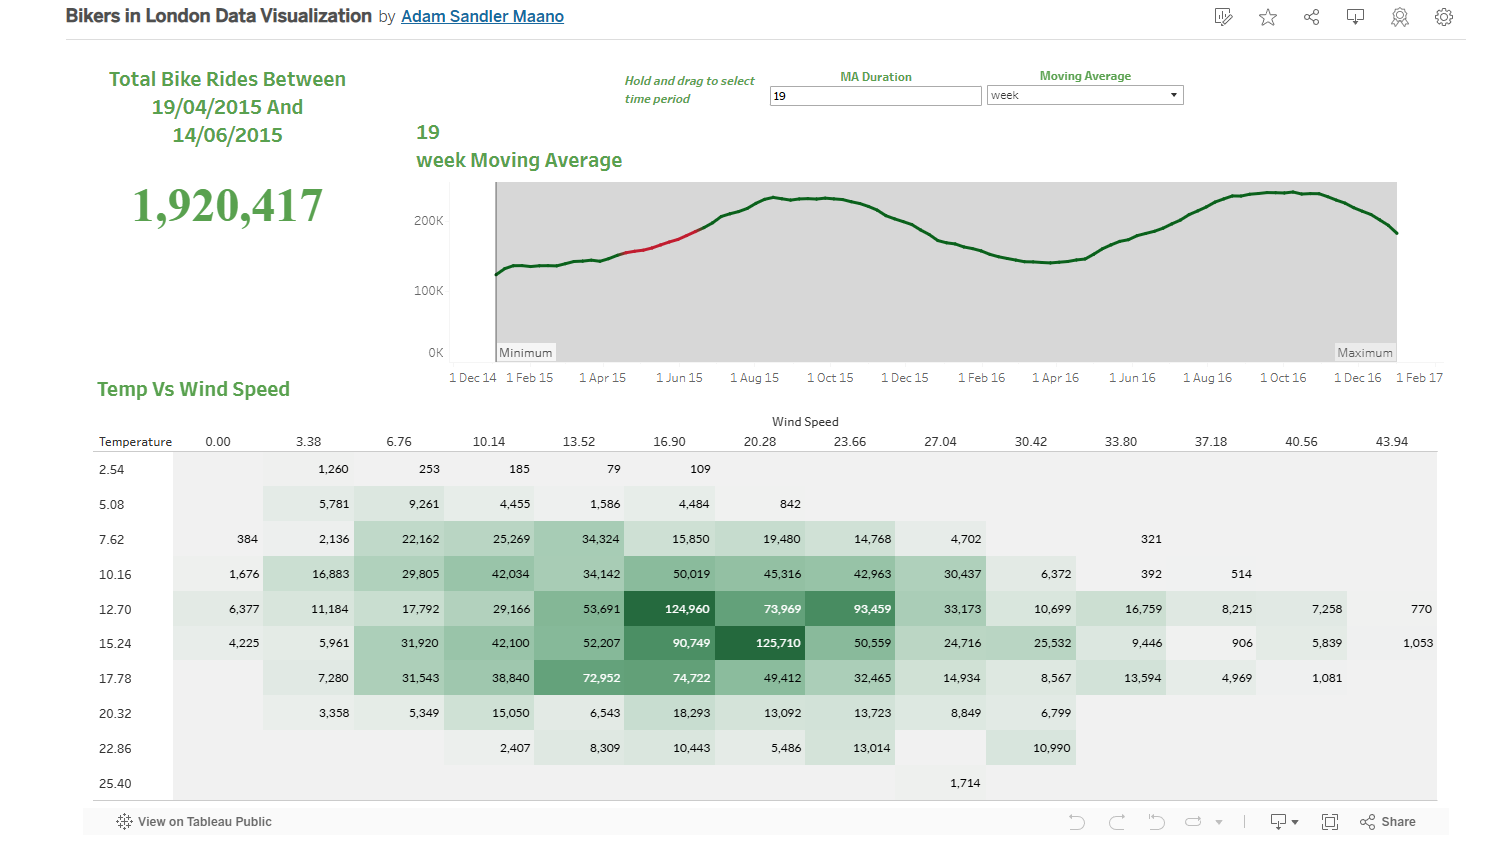 Bikers in London Data Visualization by Adam Sandler Maano
Total Bike Rides Between
19/04/2015 And
14/06/2015
1,920,417
Hold and drag to select
time period
MA Duration
19
Moving Average
week
19
week Moving Average
200K
100K
0K
Minimum
Maximum
1 Dec 14 1 Feb 15 1 Apr 15 1 Jun 15 1 Aug 15 1 Oct 15 1 Dec 15 1 Feb 16 1 Apr 16 1 Jun 16 1 Aug 16 1 Oct 16 1 Dec 16 1 Feb 17
Temp Vs Wind Speed
Wind Speed
Temperature 0.00 3.38 6.76 10.14 13.52 16.90 20.28 23.66 27.04 30.42 33.80 37.18 40.56 43.94
2.54 1,260 253 185 79 109
5.08 5,781 9,261 4,455 1,586 4,484 842
7.62 384 2,136 22,162 25,269 34,324 15,850 19,480 14,768 4,702 321
10.16 1,676 16,883 29,805 42,034 34,142 50,019 45,316 42,963 30,437 6,372 392 514
12.70 6,377 11,184 17,792 29,166 53,691 124,960 73,969 93,459 33,173 10,699 16,759 8,215 7,258 770
15.24 4,225 5,961 31,920 42,100 52,207 90,749 125,710 50,559 24,716 25,532 9,446 906 5,839 1,053
17.78 7,280 31,543 38,840 72,952 74,722 49,412 32,465 14,934 8,567 13,594 4,969 1,081
20.32 3,358 5,349 15,050 6,543 18,293 13,092 13,723 8,849 6,799
22.86 2,407 8,309 10,443 5,486 13,014 10,990
25.40 1,714
View on Tableau Public
Share